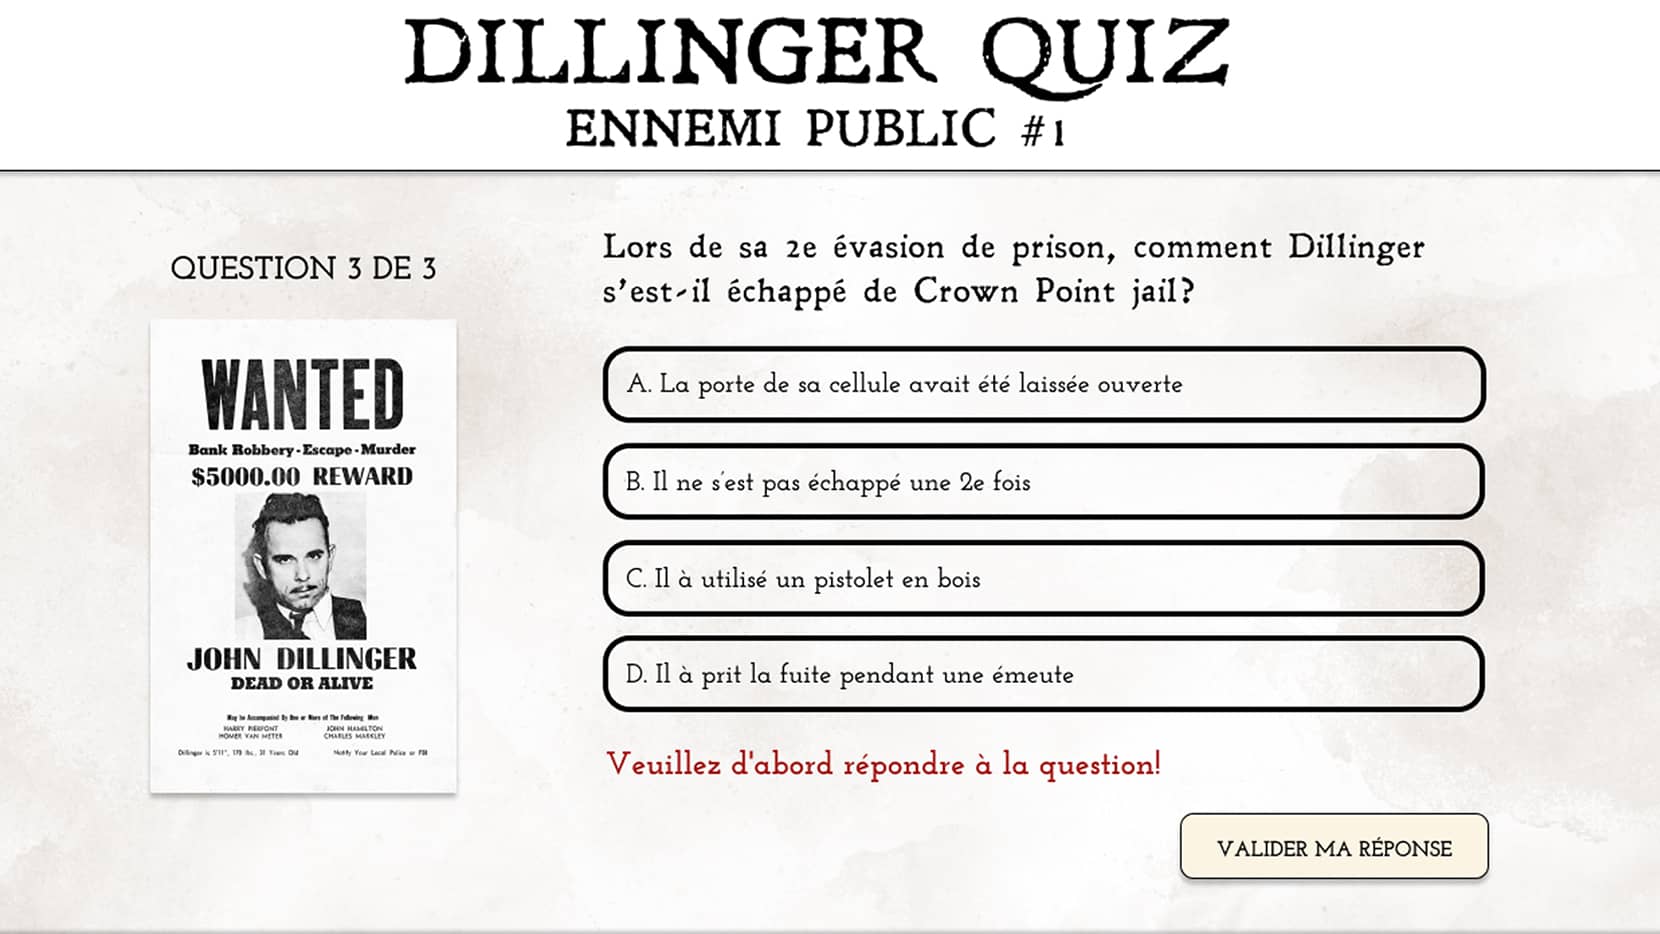 DILLINGER QUIZ
ENNEMI PUBLIC #1
QUESTION 3 DE 3
WANTED
Bank Robbery - Escape - Murder
$5000.00 REWARD
JOHN DILLINGER
DEAD OR ALIVE
May be Accompanied By One or More of The Following Men
HARRY PIERPONT JOHN HAMILTON
HOMER VAN METER CHARLES MARKLEY
Dillinger is 5'11", 170 lbs., 31 Years Old Notify Your Local Police or FBI
Lors de sa 2e évasion de prison, comment Dillinger
s'est-il échappé de Crown Point jail?
A. La porte de sa cellule avait été laissée ouverte
B. Il ne s'est pas échappé une 2e fois
C. Il à utilisé un pistolet en bois
D. Il à prit la fuite pendant une émeute
Veuillez d'abord répondre à la question!
VALIDER MA RÉPONSE